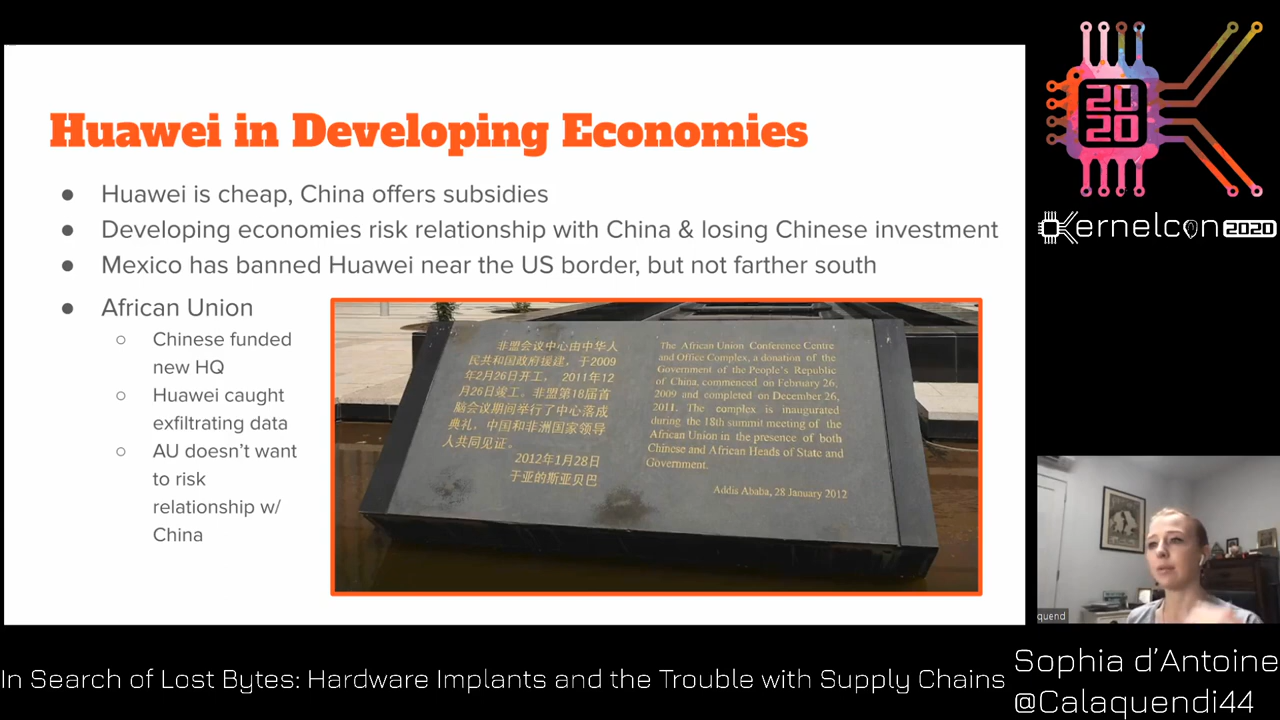 Huawei in Developing Economies
● Huawei is cheap, China offers subsidies
● Developing economies risk relationship with China & losing Chinese investment
● Mexico has banned Huawei near the US border, but not farther south
● African Union
○ Chinese funded
new HQ
○ Huawei caught
exfiltrating data
○ AU doesn't want
to risk
relationship w/
China
非盟会议中心由中华人
民共和国政府援建，于2009
年2月26日开工，2011年12
月26日竣工。非盟第18届首
脑会议期间举行了中心落成
典礼，中国和非洲国家领导
人共同见证。
2012年1月28日
于亚的斯亚贝巴
The African Union Conference Centre
and Office Complex, a donation of the
Government of the People's Republic
of China, commenced on February 26,
2009 and completed on December 26,
2011. The complex is inaugurated
during the 18th summit meeting of the
African Union in the presence of both
Chinese and African Heads of State and
Government.
Addis Ababa, 28 January 2012
20
20
Kernelcon 2020
quend
In Search of Lost Bytes: Hardware Implants and the Trouble with Supply Chains
Sophia d'Antoine
@Calaquendi44